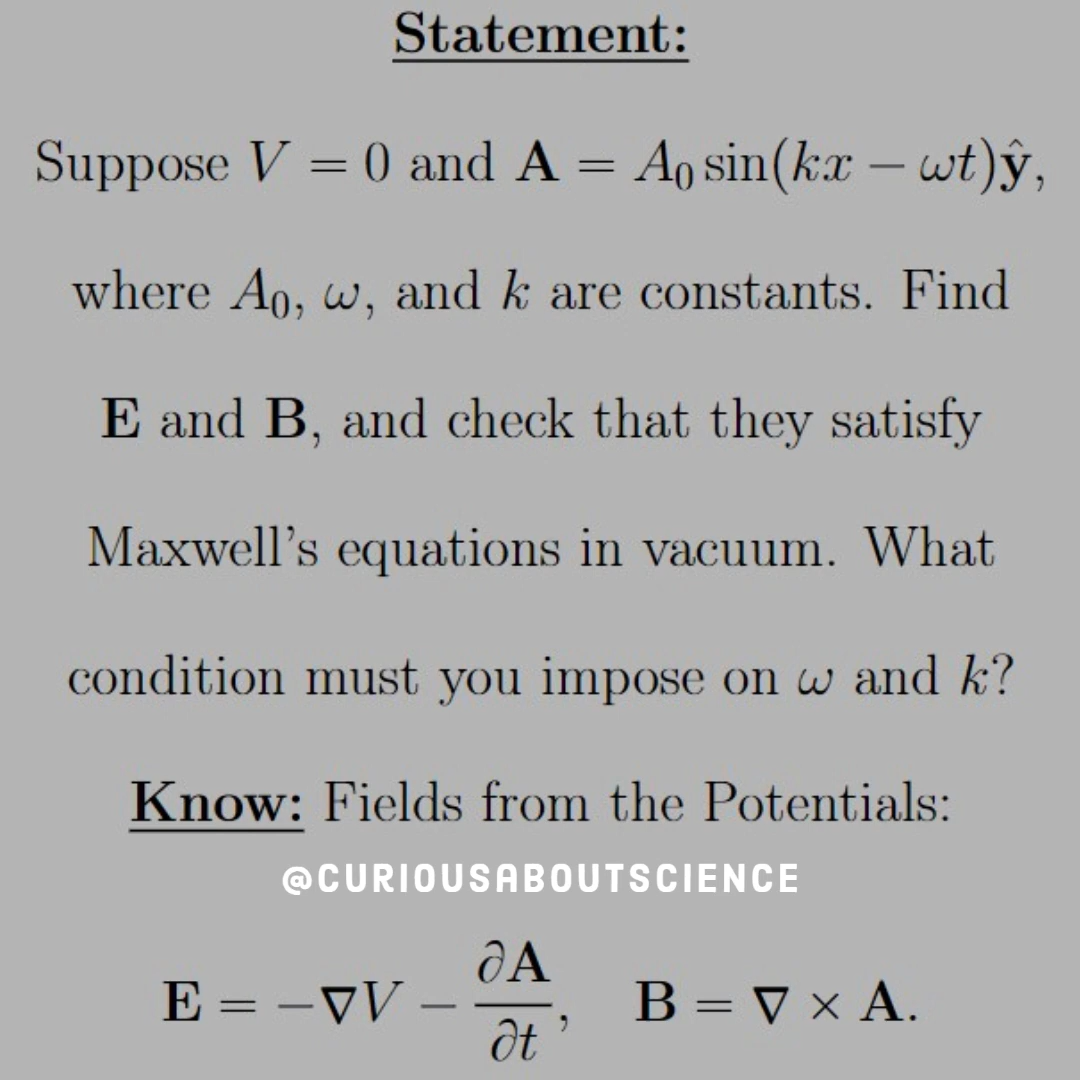 Statement:
Suppose V = 0 and A = A₀ sin(kx − ωt)ŷ,
where A₀, ω, and k are constants. Find
E and B, and check that they satisfy
Maxwell's equations in vacuum. What
condition must you impose on ω and k?
Know: Fields from the Potentials:
@CURIOUSABOUTSCIENCE
E = −∇V − ∂A/∂t, B = ∇ × A.